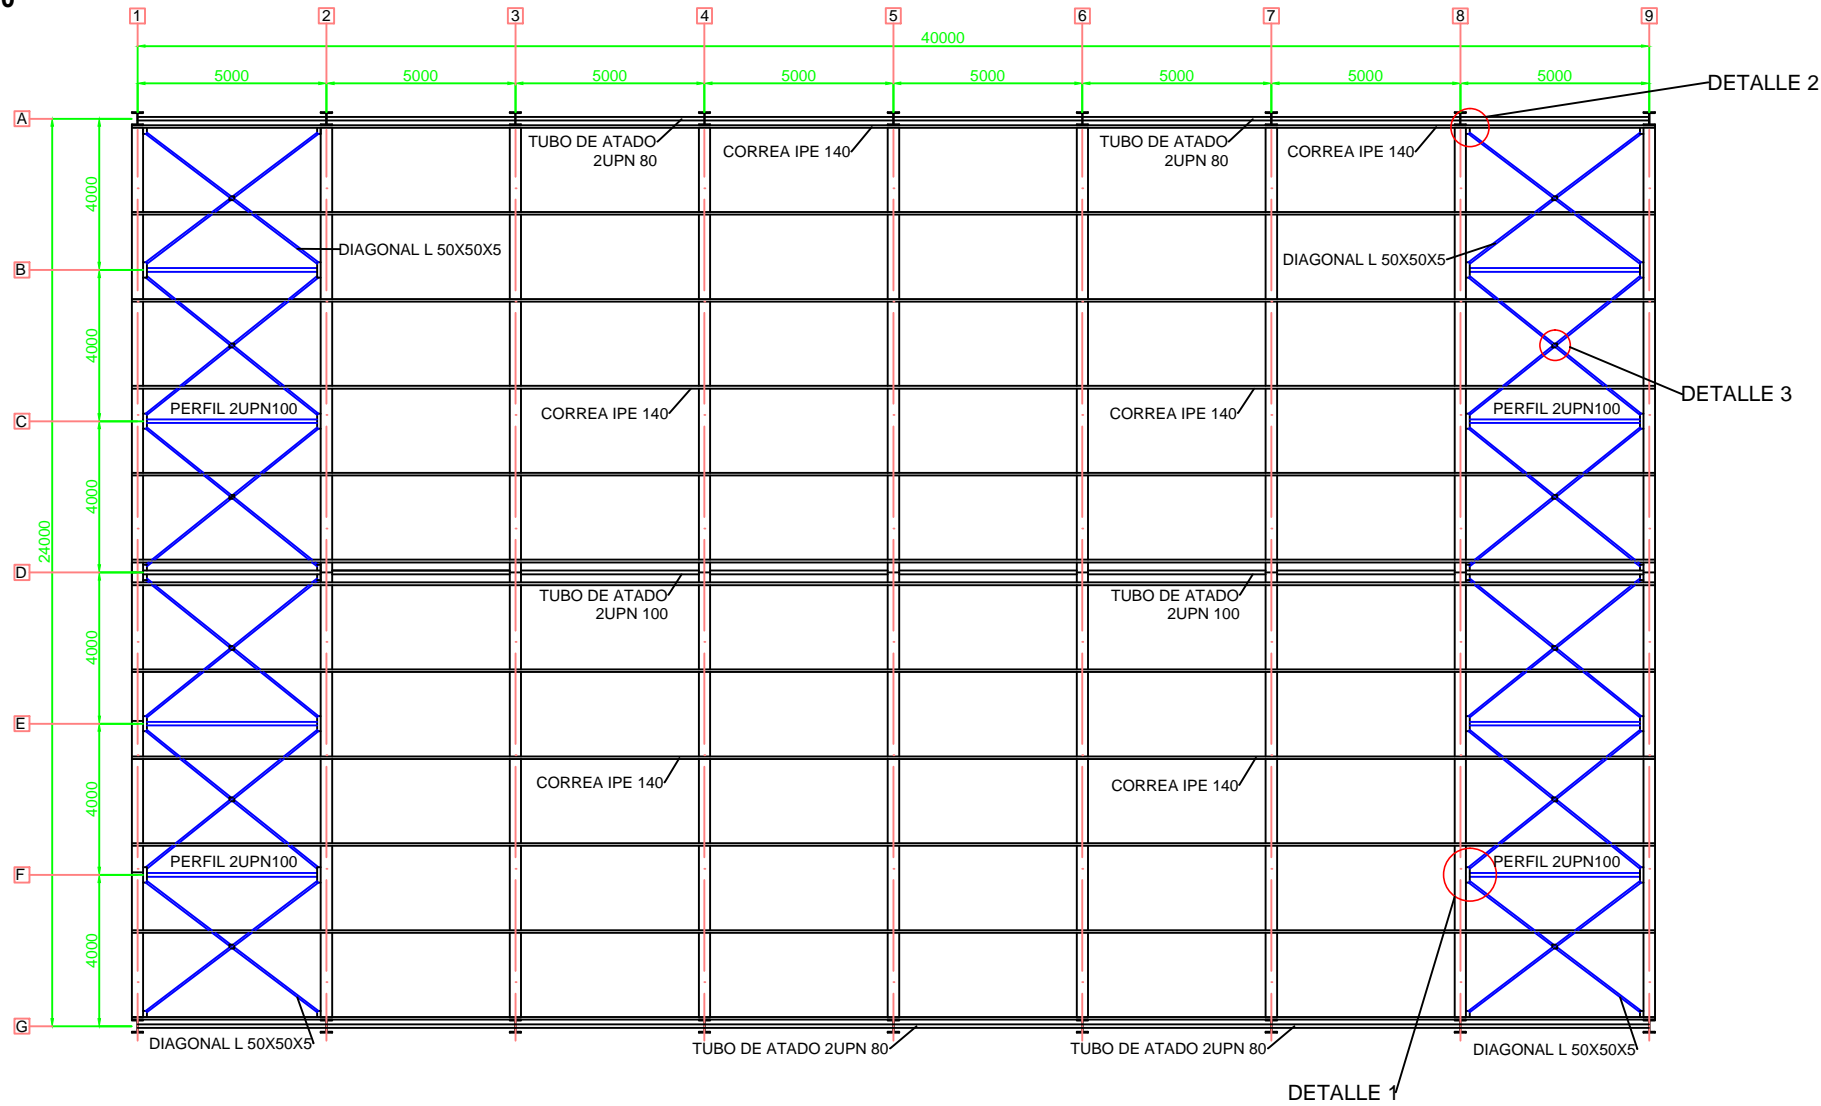 1 2 3 4 5 6 7 8 9
40000
5000 5000 5000 5000 5000 5000 5000 5000
DETALLE 2
A
TUBO DE ATADO
2UPN 80
CORREA IPE 140
TUBO DE ATADO
2UPN 80
CORREA IPE 140
4000
DIAGONAL L 50X50X5
DIAGONAL L 50X50X5
B
4000
DETALLE 3
PERFIL 2UPN100
CORREA IPE 140
CORREA IPE 140
PERFIL 2UPN100
C
4000
24000
D
TUBO DE ATADO
2UPN 100
TUBO DE ATADO
2UPN 100
4000
E
CORREA IPE 140
CORREA IPE 140
4000
PERFIL 2UPN100
PERFIL 2UPN100
F
4000
G
DIAGONAL L 50X50X5
TUBO DE ATADO 2UPN 80
TUBO DE ATADO 2UPN 80
DIAGONAL L 50X50X5
DETALLE 1